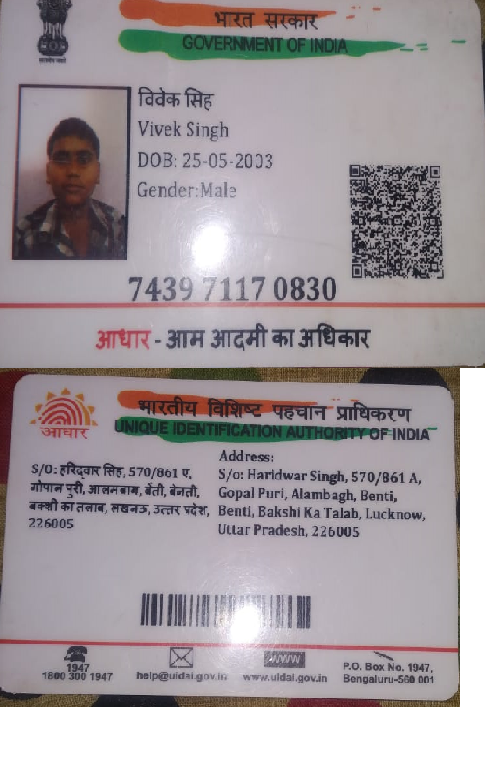 भारत सरकार
GOVERNMENT OF INDIA
विवेक सिंह
Vivek Singh
DOB: 25-05-2003
Gender:Male
7439 7117 0830
आधार - आम आदमी का अधिकार
भारतीय विशिष्ट पहचान प्राधिकरण
UNIQUE IDENTIFICATION AUTHORITY OF INDIA
आधार
S/O: हरिद्वार सिंह, 570/861 ए,
गोपाल पुरी, आलमबाग, बेंती, बेनती,
बक्शी का तालाब, लखनऊ, उत्तर प्रदेश,
226005
Address:
S/o: Haridwar Singh, 570/861 A,
Gopal Puri, Alambagh, Benti,
Benti, Bakshi Ka Talab, Lucknow,
Uttar Pradesh, 226005
1947
1800 300 1947
help@uidai.gov.in
WWW
www.uidai.gov.in
P.O. Box No. 1947,
Bengaluru-560 001